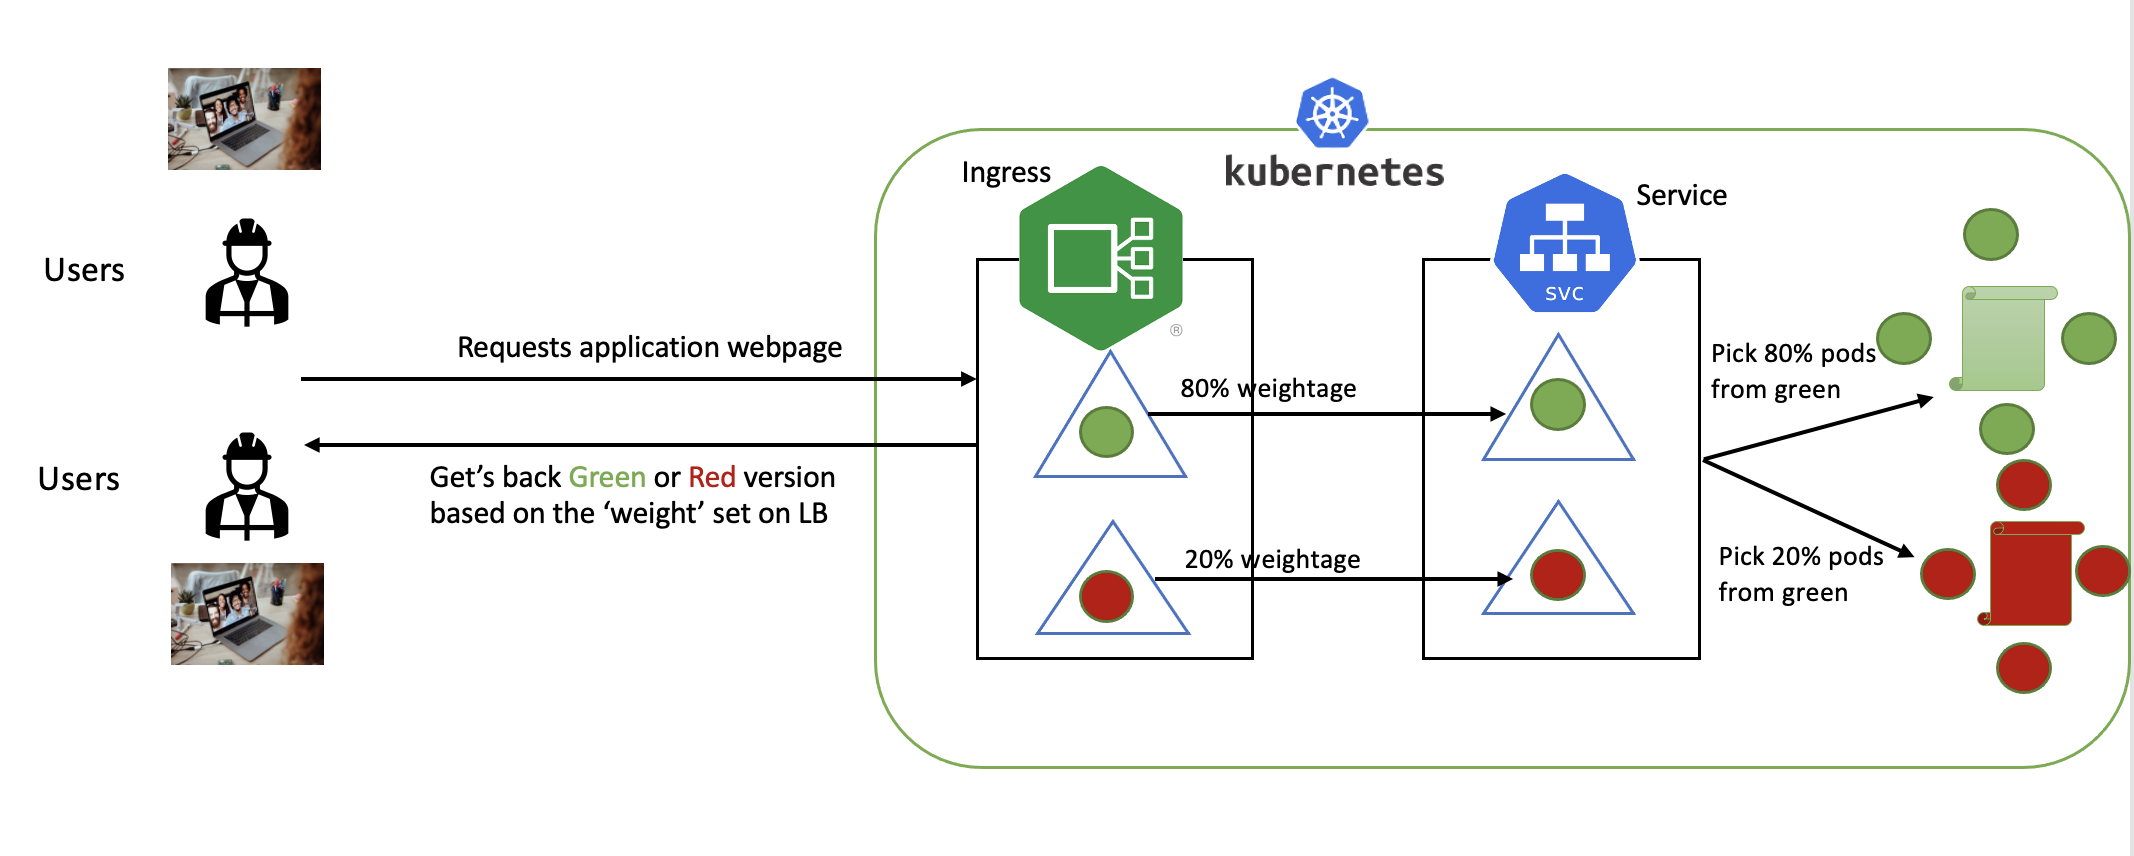 Users
Users
Requests application webpage
Get's back Green or Red version
based on the ‘weight’ set on LB
kubernetes
Ingress
®
80% weightage
20% weightage
Service
SVC
Pick 80% pods
from green
Pick 20% pods
from green